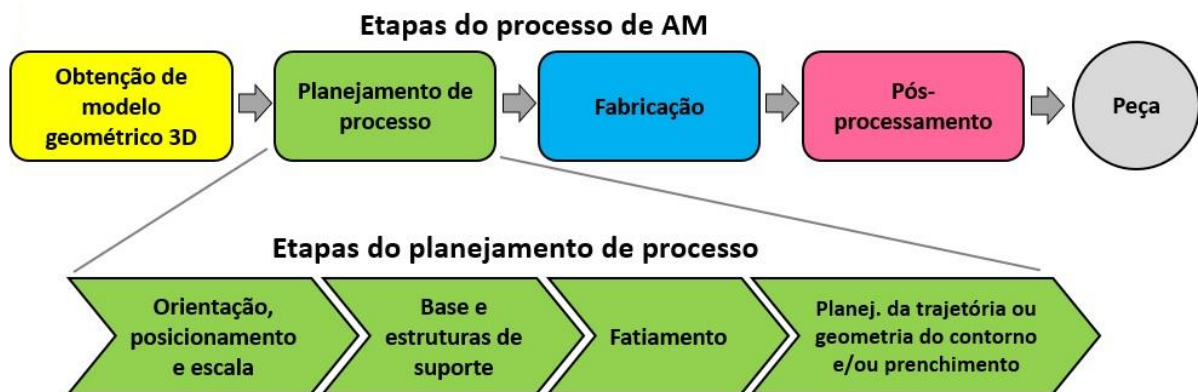 Etapas do processo de AM
Obtenção de
modelo
geométrico 3D
Planejamento de
processo
Fabricação
Pós-
processamento
Peça
Etapas do planejamento de processo
Orientação,
posicionamento
e escala
Base e
estruturas de
suporte
Fatiamento
Planej. da trajetória ou
geometria do contorno
e/ou prenchimento